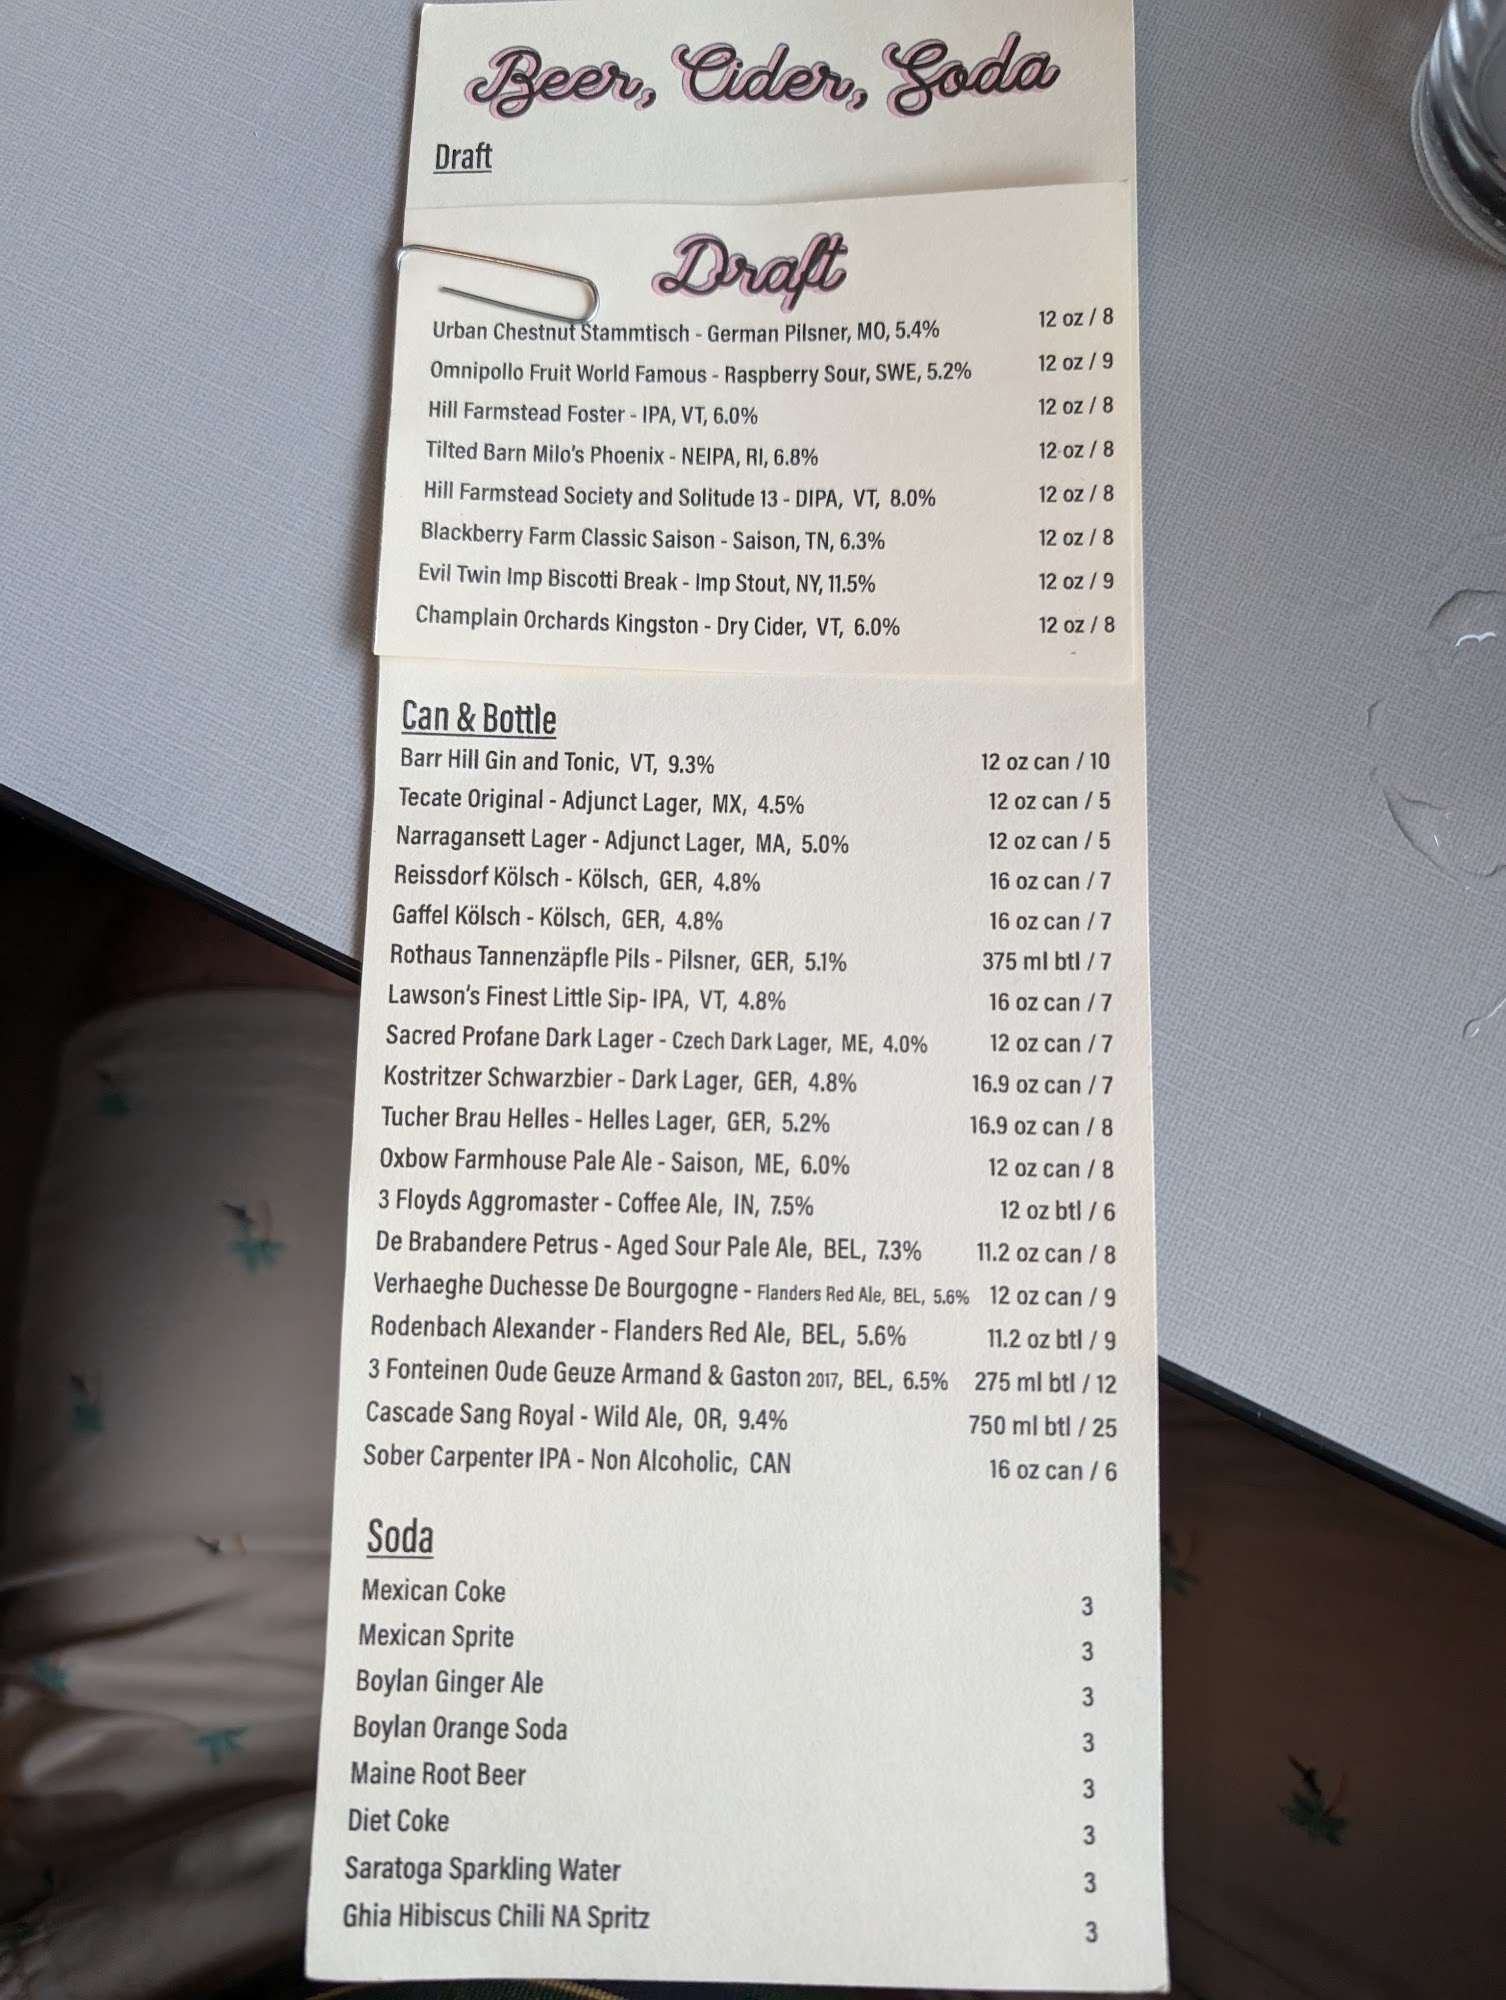 Beer, Cider, Soda
Draft
Draft
Urban Chestnut Stammtisch - German Pilsner, MO, 5.4% 12 oz / 8
Omnipollo Fruit World Famous - Raspberry Sour, SWE, 5.2% 12 oz / 9
Hill Farmstead Foster - IPA, VT, 6.0% 12 oz / 8
Tilted Barn Milo's Phoenix - NEIPA, RI, 6.8% 12 oz / 8
Hill Farmstead Society and Solitude 13 - DIPA, VT, 8.0% 12 oz / 8
Blackberry Farm Classic Saison - Saison, TN, 6.3% 12 oz / 8
Evil Twin Imp Biscotti Break - Imp Stout, NY, 11.5% 12 oz / 9
Champlain Orchards Kingston - Dry Cider, VT, 6.0% 12 oz / 8
Can & Bottle
Barr Hill Gin and Tonic, VT, 9.3% 12 oz can / 10
Tecate Original - Adjunct Lager, MX, 4.5% 12 oz can / 5
Narragansett Lager - Adjunct Lager, MA, 5.0% 12 oz can / 5
Reissdorf Kölsch - Kölsch, GER, 4.8% 16 oz can / 7
Gaffel Kölsch - Kölsch, GER, 4.8% 16 oz can / 7
Rothaus Tannenzäpfle Pils - Pilsner, GER, 5.1% 375 ml btl / 7
Lawson's Finest Little Sip- IPA, VT, 4.8% 16 oz can / 7
Sacred Profane Dark Lager - Czech Dark Lager, ME, 4.0% 12 oz can / 7
Kostritzer Schwarzbier - Dark Lager, GER, 4.8% 16.9 oz can / 7
Tucher Brau Helles - Helles Lager, GER, 5.2% 16.9 oz can / 8
Oxbow Farmhouse Pale Ale - Saison, ME, 6.0% 12 oz can / 8
3 Floyds Aggromaster - Coffee Ale, IN, 7.5% 12 oz btl / 6
De Brabandere Petrus - Aged Sour Pale Ale, BEL, 7.3% 11.2 oz can / 8
Verhaeghe Duchesse De Bourgogne - Flanders Red Ale, BEL, 5.6% 12 oz can / 9
Rodenbach Alexander - Flanders Red Ale, BEL, 5.6% 11.2 oz btl / 9
3 Fonteinen Oude Geuze Armand & Gaston 2017, BEL, 6.5% 275 ml btl / 12
Cascade Sang Royal - Wild Ale, OR, 9.4% 750 ml btl / 25
Sober Carpenter IPA - Non Alcoholic, CAN 16 oz can / 6
Soda
Mexican Coke 3
Mexican Sprite 3
Boylan Ginger Ale 3
Boylan Orange Soda 3
Maine Root Beer 3
Diet Coke 3
Saratoga Sparkling Water 3
Ghia Hibiscus Chili NA Spritz 3